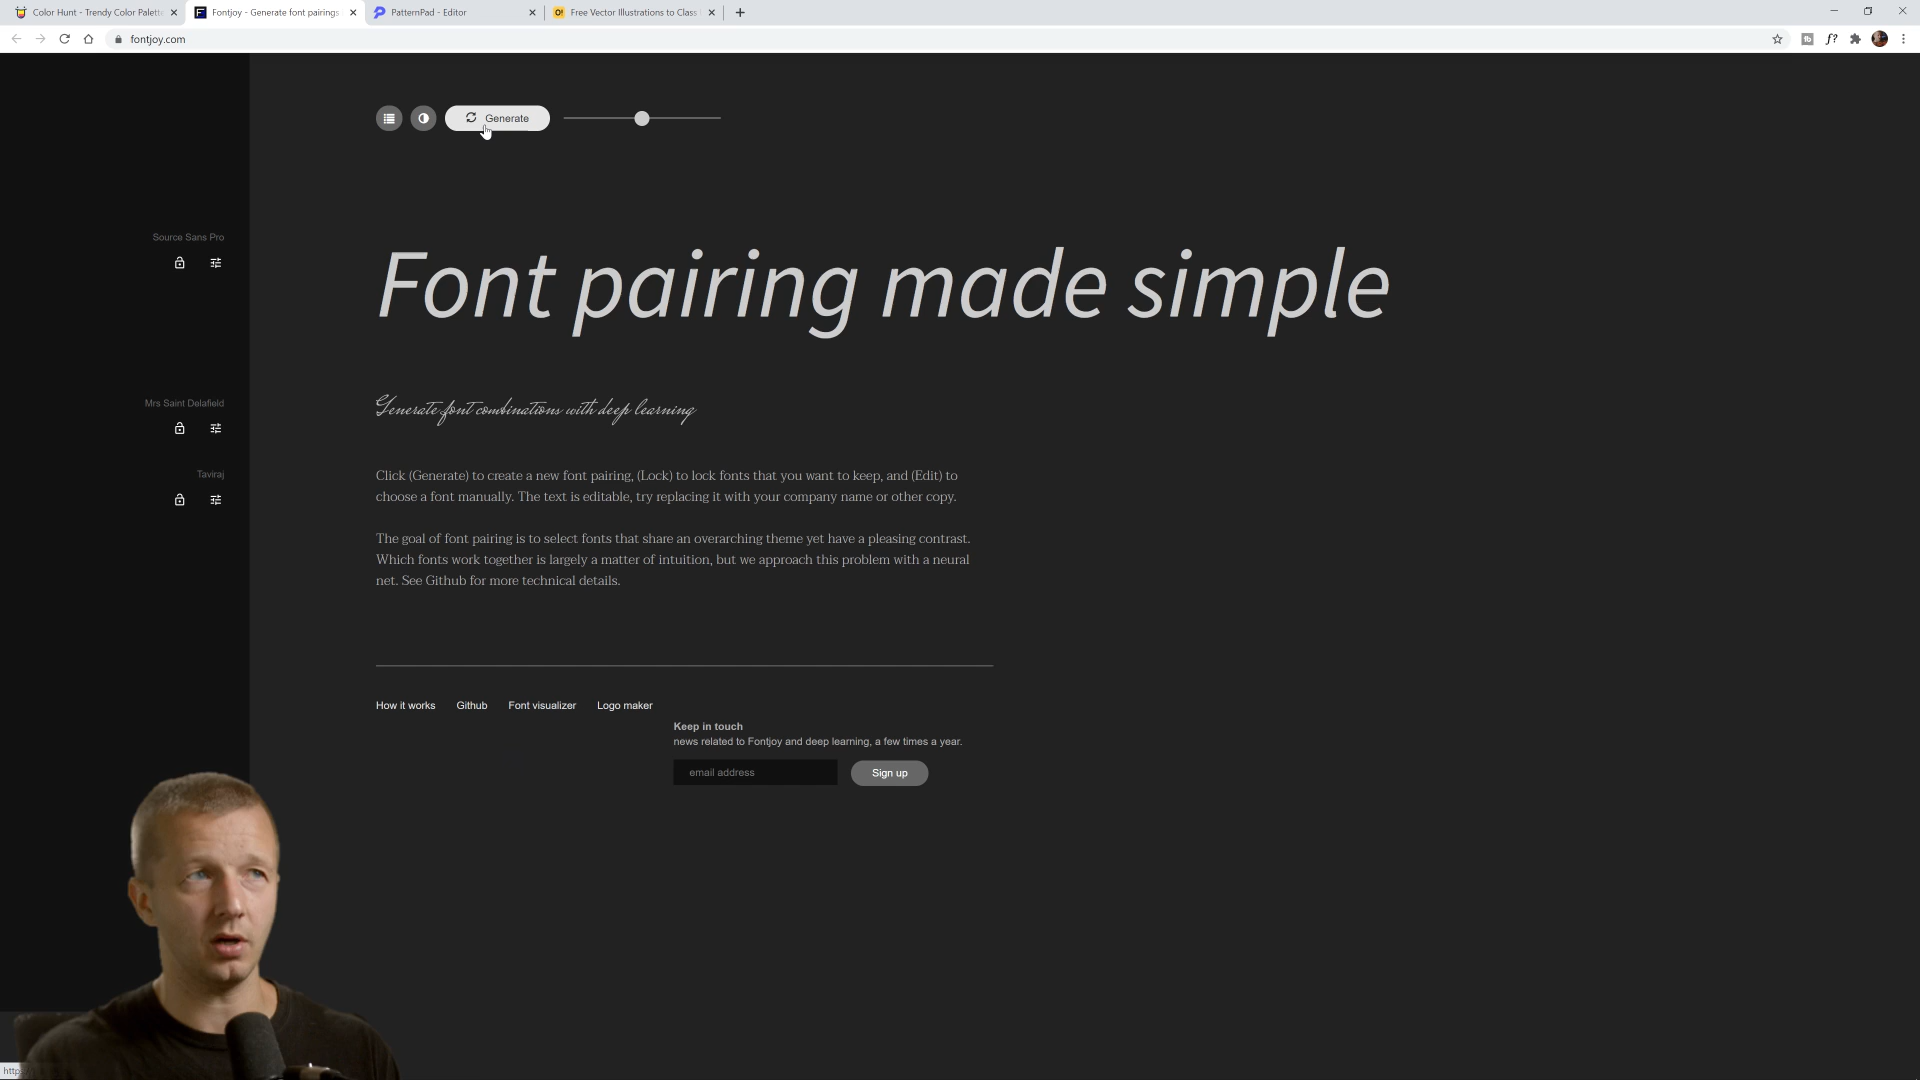 Color Hunt - Trendy Color Palette
Fontjoy - Generate font pairings
PatternPad - Editor
Free Vector Illustrations to Class
fontjoy.com
Generate
Source Sans Pro
Font pairing made simple
Mrs Saint Delafield
Generate font combinations with deep learning
Taviraj
Click (Generate) to create a new font pairing, (Lock) to lock fonts that you want to keep, and (Edit) to
choose a font manually. The text is editable, try replacing it with your company name or other copy.
The goal of font pairing is to select fonts that share an overarching theme yet have a pleasing contrast.
Which fonts work together is largely a matter of intuition, but we approach this problem with a neural
net. See Github for more technical details.
How it works Github Font visualizer Logo maker
Keep in touch
news related to Fontjoy and deep learning, a few times a year.
email address
Sign up